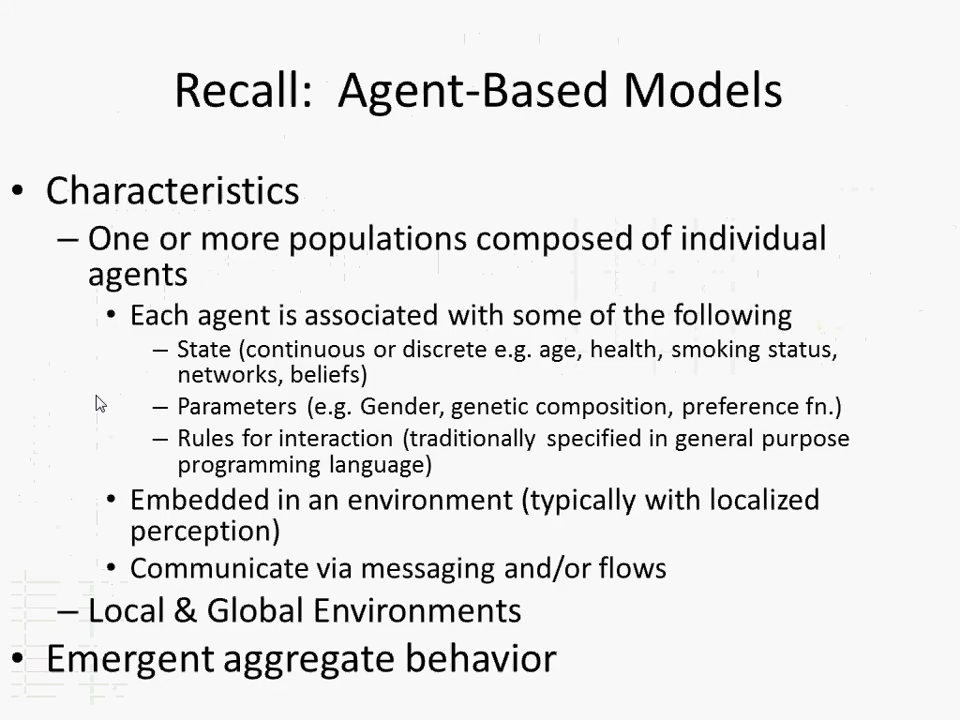 Recall: Agent-Based Models
• Characteristics
– One or more populations composed of individual
agents
• Each agent is associated with some of the following
– State (continuous or discrete e.g. age, health, smoking status,
networks, beliefs)
– Parameters (e.g. Gender, genetic composition, preference fn.)
– Rules for interaction (traditionally specified in general purpose
programming language)
• Embedded in an environment (typically with localized
perception)
• Communicate via messaging and/or flows
– Local & Global Environments
• Emergent aggregate behavior